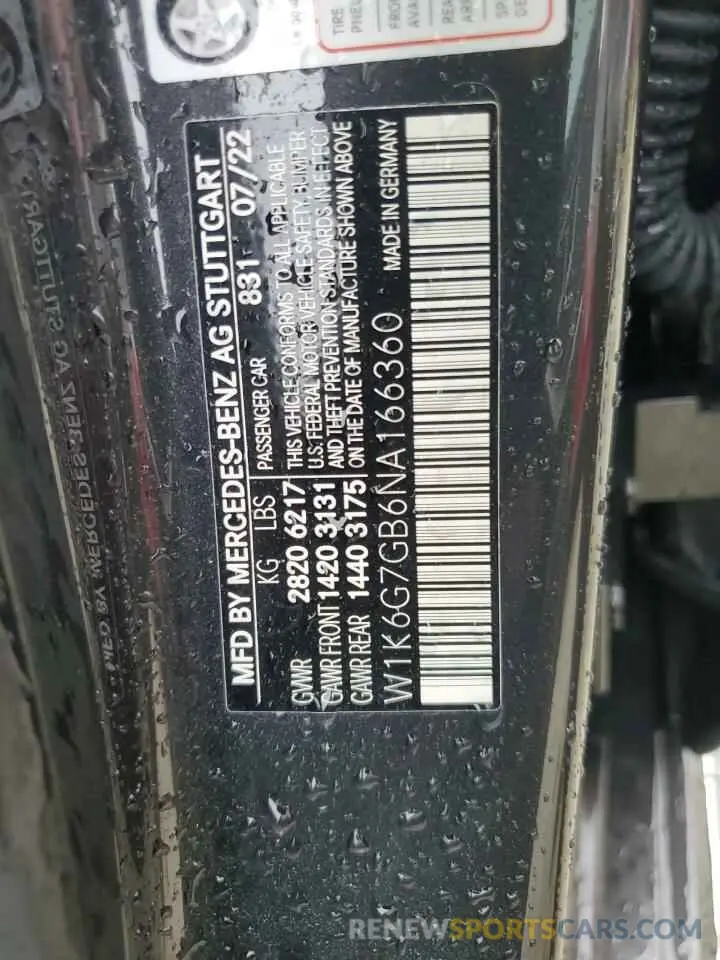 MFD BY MERCEDES-BENZ AG STUTTGART
831 07/22
KG LBS PASSENGER CAR
GVWR 2820 6217
GAWR FRONT 1420 3131
GAWR REAR 1440 3175
THIS VEHICLE CONFORMS TO ALL APPLICABLE
U.S. FEDERAL MOTOR VEHICLE SAFETY, BUMPER
AND THEFT PREVENTION STANDARDS IN EFFECT
ON THE DATE OF MANUFACTURE SHOWN ABOVE
W1K6G7GB6NA166360 MADE IN GERMANY
TIRE
RENEWSPORTSCARS.COM